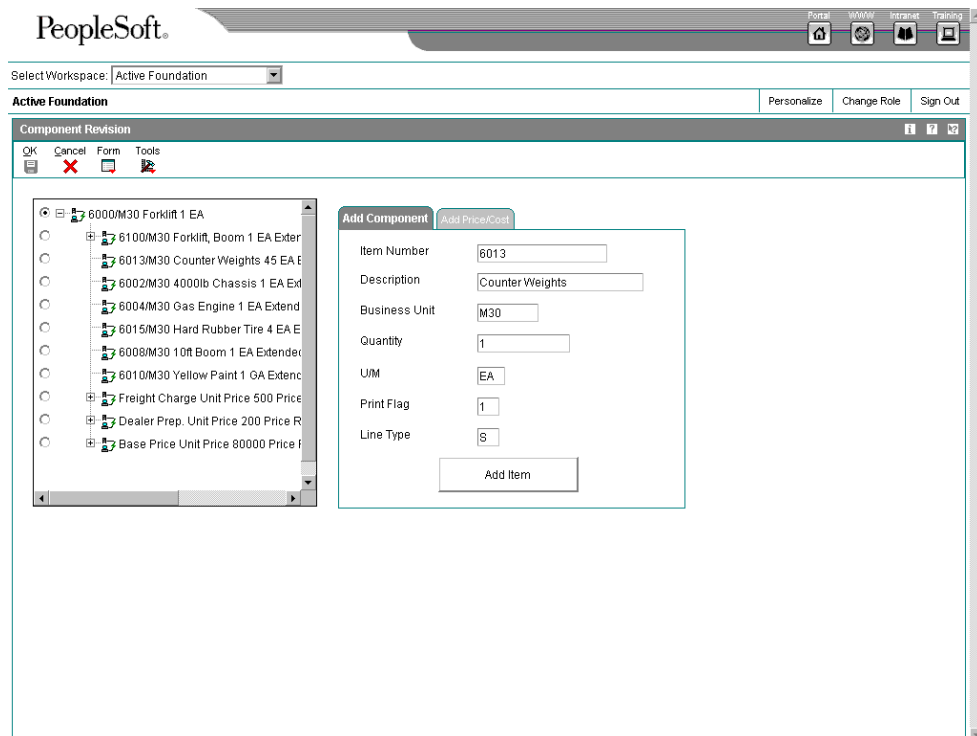 Portal WWW Intranet Training
PeopleSoft.
Select Workspace: Active Foundation
Active Foundation Personalize Change Role Sign Out
Component Revision
OK Cancel Form Tools
6000/M30 Forklift 1 EA
6100/M30 Forklift, Boom 1 EA Exter
6013/M30 Counter Weights 45 EA E
6002/M30 4000lb Chassis 1 EA Ext
6004/M30 Gas Engine 1 EA Extend
6015/M30 Hard Rubber Tire 4 EA E
6008/M30 10ft Boom 1 EA Extended
6010/M30 Yellow Paint 1 GA Extenc
Freight Charge Unit Price 500 Price
Dealer Prep. Unit Price 200 Price R
Base Price Unit Price 80000 Price
Add Component Add Price/Cost
Item Number 6013
Description Counter Weights
Business Unit M30
Quantity 1
U/M EA
Print Flag 1
Line Type S
Add Item